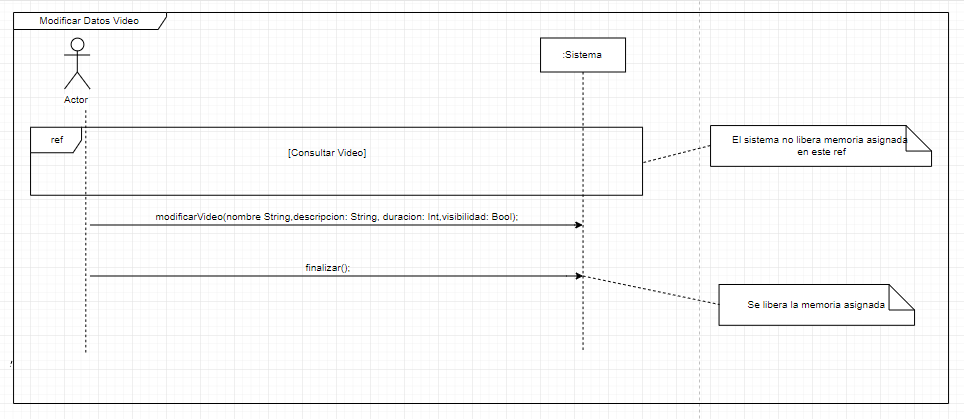 Modificar Datos Video
:Sistema
Actor
ref
[Consultar Video]
El sistema no libera memoria asignada
en este ref
modificarVideo(nombre String,descripcion: String, duracion: Int,visibilidad: Bool);
finalizar();
Se libera la memoria asignada